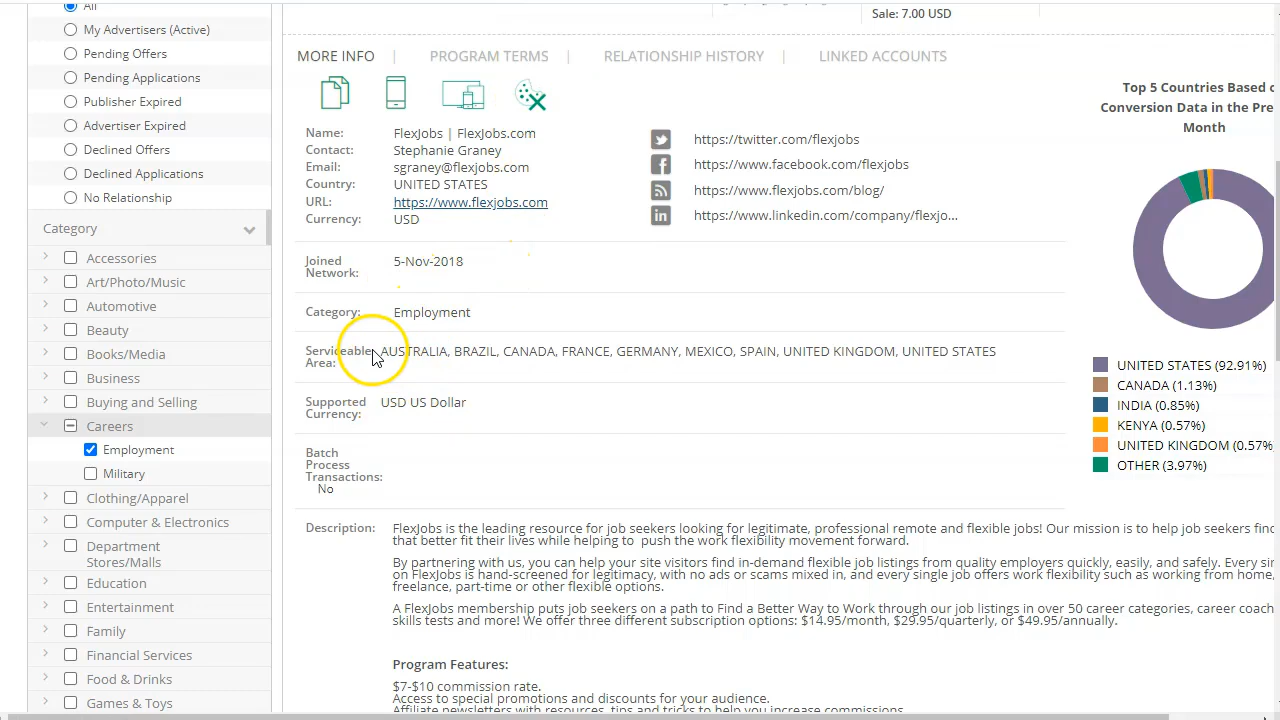 All
My Advertisers (Active)
Pending Offers
Pending Applications
Publisher Expired
Advertiser Expired
Declined Offers
Declined Applications
No Relationship
Category
Accessories
Art/Photo/Music
Automotive
Beauty
Books/Media
Business
Buying and Selling
Careers
Employment
Military
Clothing/Apparel
Computer & Electronics
Department
Stores/Malls
Education
Entertainment
Family
Financial Services
Food & Drinks
Games & Toys
Sale: 7.00 USD
MORE INFO | PROGRAM TERMS | RELATIONSHIP HISTORY | LINKED ACCOUNTS
Name: FlexJobs | FlexJobs.com
Contact: Stephanie Graney
Email: sgraney@flexjobs.com
Country: UNITED STATES
URL: https://www.flexjobs.com
Currency: USD
https://twitter.com/flexjobs
https://www.facebook.com/flexjobs
https://www.flexjobs.com/blog/
https://www.linkedin.com/company/flexjo...
Joined
Network: 5-Nov-2018
Category: Employment
Serviceable
Area: AUSTRALIA, BRAZIL, CANADA, FRANCE, GERMANY, MEXICO, SPAIN, UNITED KINGDOM, UNITED STATES
Supported
Currency: USD US Dollar
Batch
Process
Transactions:
No
Description: FlexJobs is the leading resource for job seekers looking for legitimate, professional remote and flexible jobs! Our mission is to help job seekers
that better fit their lives while helping to push the work flexibility movement forward.
By partnering with us, you can help your site visitors find in-demand flexible job listings from quality employers quickly, easily, and safely. Every
on FlexJobs is hand-screened for legitimacy, with no ads or scams mixed in, and every single job offers work flexibility such as working from home,
freelance, part-time or other flexible options.
A FlexJobs membership puts job seekers on a path to Find a Better Way to Work through our job listings in over 50 career categories, career coach
skills tests and more! We offer three different subscription options: $14.95/month, $29.95/quarterly, or $49.95/annually.
Program Features:
$7-$10 commission rate.
Access to special promotions and discounts for your audience.
Affiliate newsletters with resources, tips and tricks to help you increase commissions.
Top 5 Countries Based
Conversion Data in the Pre
Month
UNITED STATES (92.91%)
CANADA (1.13%)
INDIA (0.85%)
KENYA (0.57%)
UNITED KINGDOM (0.57%
OTHER (3.97%)